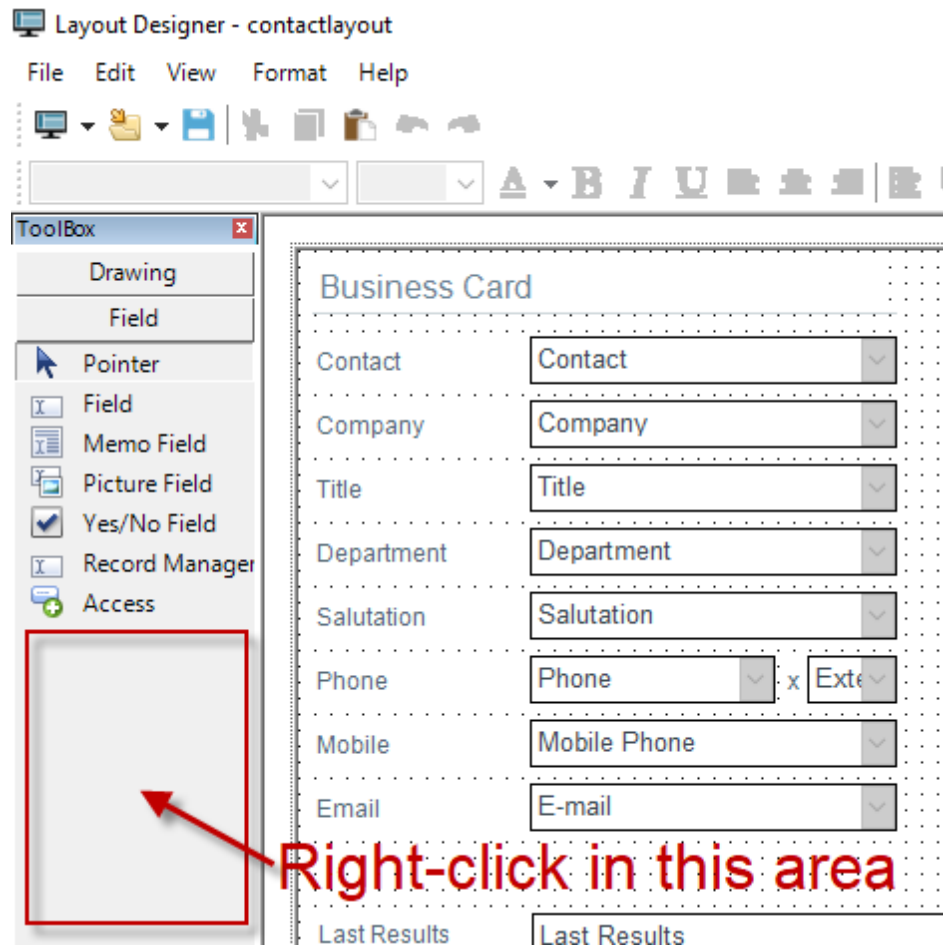 Layout Designer - contactlayout
File Edit View Format Help
A B I U
ToolBox
Drawing
Field
Pointer
Field
Memo Field
Picture Field
Yes/No Field
Record Manager
Access
Business Card
Contact Contact
Company Company
Title Title
Department Department
Salutation Salutation
Phone Phone x Exte
Mobile Mobile Phone
Email E-mail
Right-click in this area
Last Results Last Results